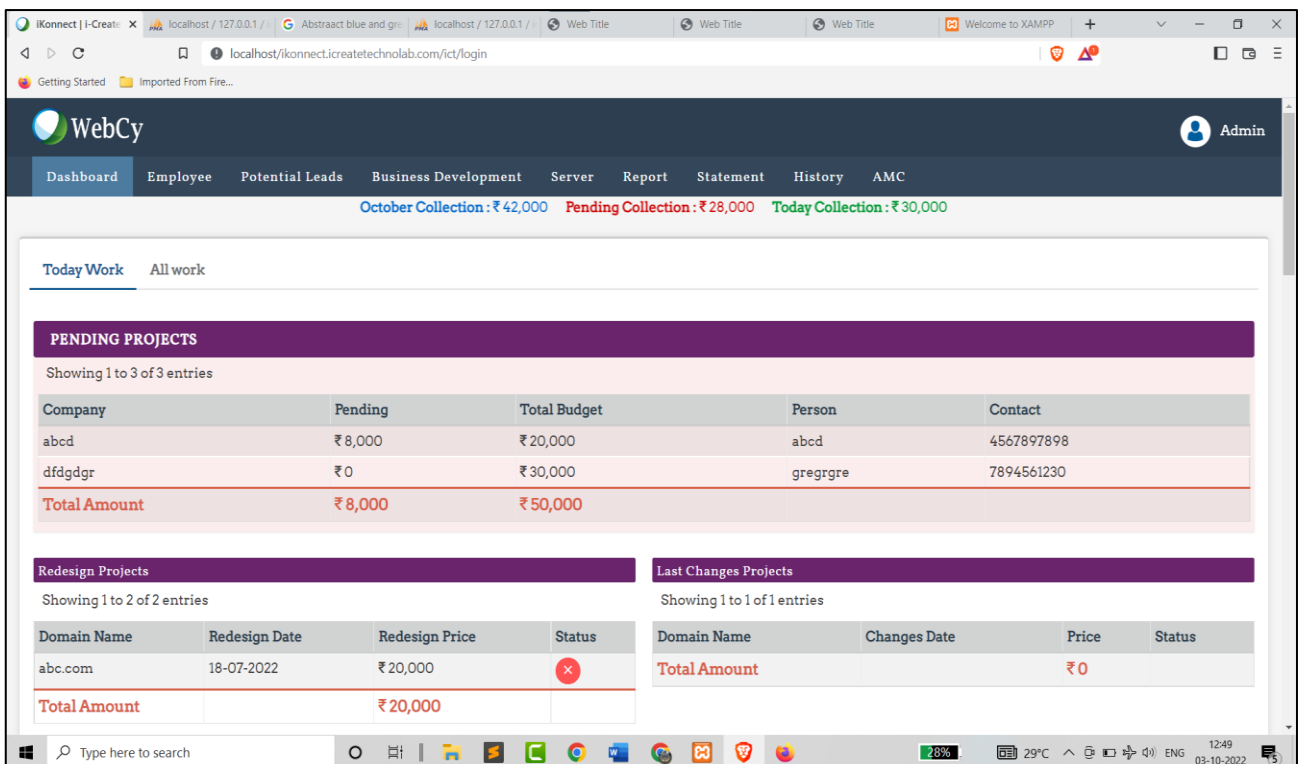 iKonnect | i-Create localhost / 127.0.0.1 / Abstraact blue and gre localhost / 127.0.0.1 / Web Title Web Title Web Title Welcome to XAMPP
localhost/ikonnect.icreatetechnolab.com/ict/login
Getting Started Imported From Fire...
WebCy Admin
Dashboard Employee Potential Leads Business Development Server Report Statement History AMC
October Collection : ₹ 42,000 Pending Collection : ₹ 28,000 Today Collection : ₹ 30,000
Today Work All work
PENDING PROJECTS
Showing 1 to 3 of 3 entries
Company Pending Total Budget Person Contact
abcd ₹ 8,000 ₹ 20,000 abcd 4567897898
dfdgdgr ₹ 0 ₹ 30,000 gregrgre 7894561230
Total Amount ₹ 8,000 ₹ 50,000
Redesign Projects Last Changes Projects
Showing 1 to 2 of 2 entries Showing 1 to 1 of 1 entries
Domain Name Redesign Date Redesign Price Status Domain Name Changes Date Price Status
abc.com 18-07-2022 ₹ 20,000 Total Amount ₹ 0
Total Amount ₹ 20,000
Type here to search 28% 29°C ENG 12:49
03-10-2022